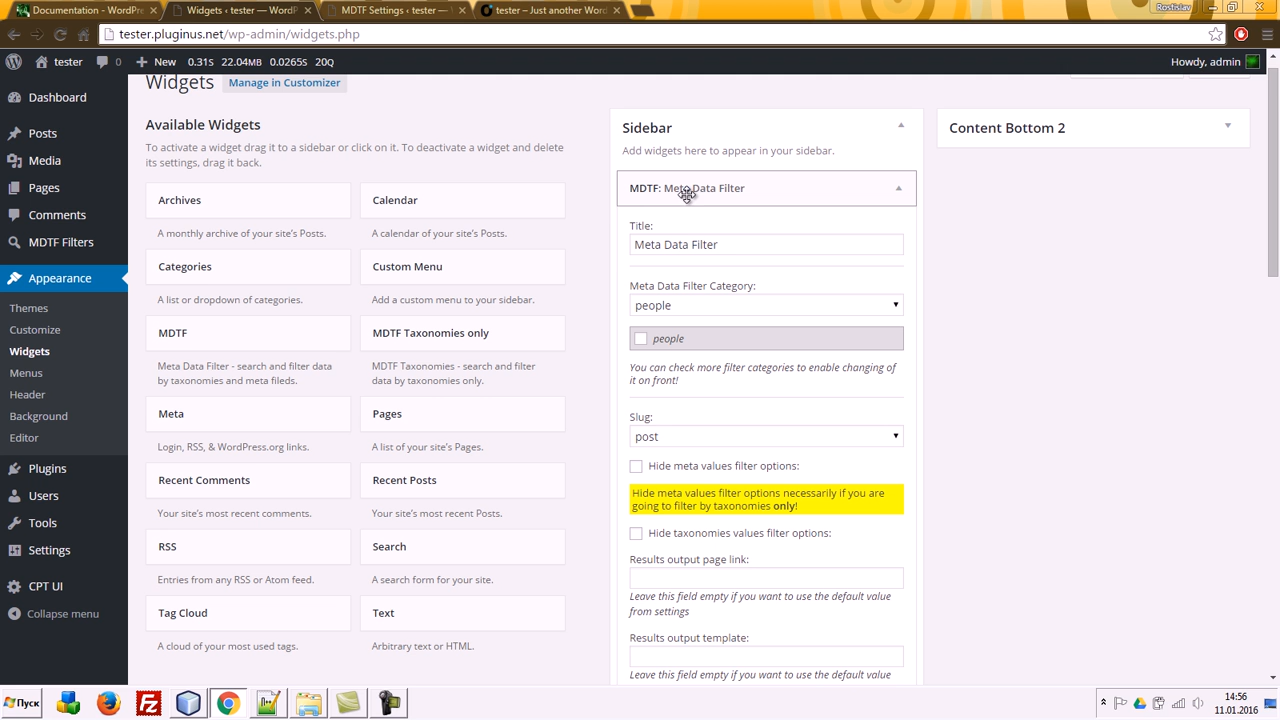 Documentation - WordPre
Widgets ‹ tester — WordP
MDTF Settings ‹ tester —
tester – Just another Wor
Rostislav
tester.pluginus.net/wp-admin/widgets.php
tester
0
New
0.31S
22.04MB
0.0265S
20Q
Howdy, admin
Dashboard
Posts
Media
Pages
Comments
MDTF Filters
Appearance
Themes
Customize
Widgets
Menus
Header
Background
Editor
Plugins
Users
Tools
Settings
CPT UI
Collapse menu
Widgets
Manage in Customizer
Available Widgets
To activate a widget drag it to a sidebar or click on it. To deactivate a widget and delete
its settings, drag it back.
Archives
A monthly archive of your site's Posts.
Calendar
A calendar of your site's Posts.
Categories
A list or dropdown of categories.
Custom Menu
Add a custom menu to your sidebar.
MDTF
Meta Data Filter - search and filter data
by taxonomies and meta fileds.
MDTF Taxonomies only
MDTF Taxonomies - search and filter
data by taxonomies only.
Meta
Login, RSS, & WordPress.org links.
Pages
A list of your site's Pages.
Recent Comments
Your site's most recent comments.
Recent Posts
Your site's most recent Posts.
RSS
Entries from any RSS or Atom feed.
Search
A search form for your site.
Tag Cloud
A cloud of your most used tags.
Text
Arbitrary text or HTML.
Sidebar
Add widgets here to appear in your sidebar.
MDTF: Meta Data Filter
Title:
Meta Data Filter
Meta Data Filter Category:
people
people
You can check more filter categories to enable changing of
it on front!
Slug:
post
Hide meta values filter options:
Hide meta values filter options necessarily if you are
going to filter by taxonomies only!
Hide taxonomies values filter options:
Results output page link:
Leave this field empty if you want to use the default value
from settings
Results output template:
Leave this field empty if you want to use the default value
Content Bottom 2
Пуск
14:56
11.01.2016